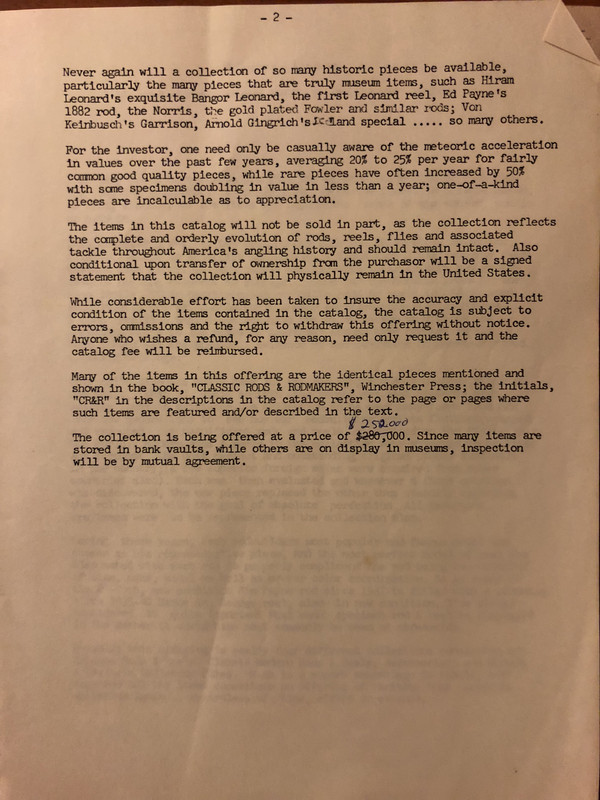 - 2 -
Never again will a collection of so many historic pieces be available,
particularly the many pieces that are truly museum items, such as Hiram
Leonard's exquisite Bangor Leonard, the first Leonard reel, Ed Payne's
1882 rod, the Norris, the gold plated Fowler and similar rods; Von
Keinbusch's Garrison, Arnold Gingrich's Iceland special ..... so many others.
For the investor, one need only be casually aware of the meteoric acceleration
in values over the past few years, averaging 20% to 25% per year for fairly
common good quality pieces, while rare pieces have often increased by 50%
with some specimens doubling in value in less than a year; one-of-a-kind
pieces are incalculable as to appreciation.
The items in this catalog will not be sold in part, as the collection reflects
the complete and orderly evolution of rods, reels, flies and associated
tackle throughout America's angling history and should remain intact. Also
conditional upon transfer of ownership from the purchasor will be a signed
statement that the collection will physically remain in the United States.
While considerable effort has been taken to insure the accuracy and explicit
condition of the items contained in the catalog, the catalog is subject to
errors, ommissions and the right to withdraw this offering without notice.
Anyone who wishes a refund, for any reason, need only request it and the
catalog fee will be reimbursed.
Many of the items in this offering are the identical pieces mentioned and
shown in the book, "CLASSIC RODS & RODMAKERS", Winchester Press; the initials,
"CR&R" in the descriptions in the catalog refer to the page or pages where
such items are featured and/or described in the text.
$ 250.000
The collection is being offered at a price of $280,000. Since many items are
stored in bank vaults, while others are on display in museums, inspection
will be by mutual agreement.